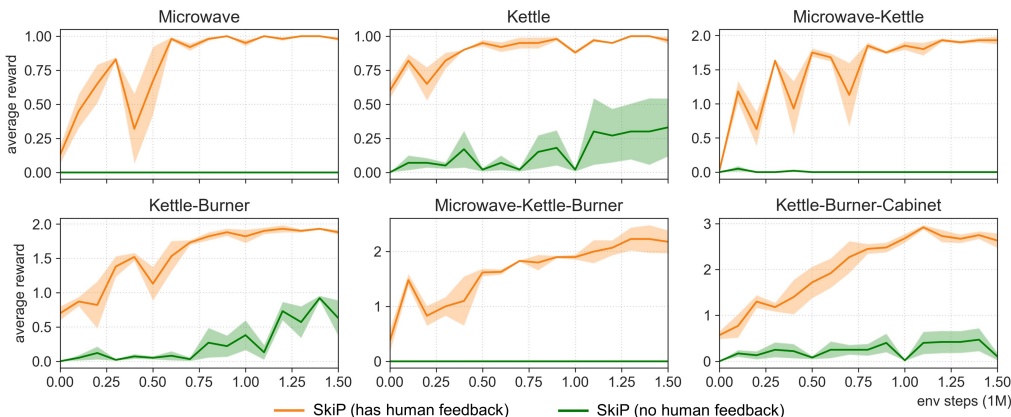 Microwave
Kettle
Microwave-Kettle
average reward
1.00
0.75
0.50
0.25
0.00
1.00
0.75
0.50
0.25
0.00
2.0
1.5
1.0
0.5
0.0
Kettle-Burner
Microwave-Kettle-Burner
Kettle-Burner-Cabinet
average reward
2.0
1.5
1.0
0.5
0.0
2
1
0
3
2
1
0
0.00 0.25 0.50 0.75 1.00 1.25 1.50
0.00 0.25 0.50 0.75 1.00 1.25 1.50
0.00 0.25 0.50 0.75 1.00 1.25 1.50
env steps (1M)
SkiP (has human feedback) SkiP (no human feedback)